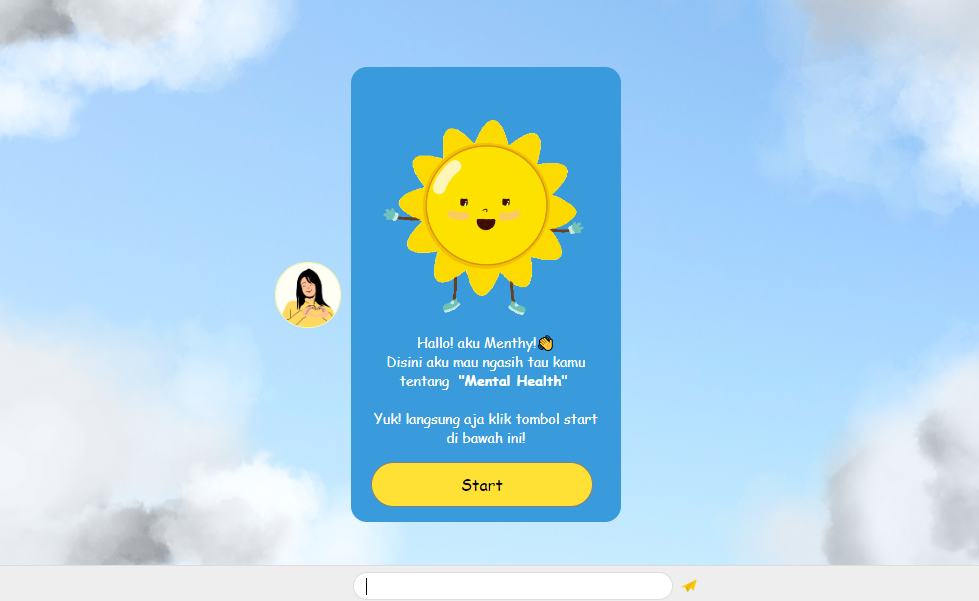 Hallo! aku Menthy!👏
Disini aku mau ngasih tau kamu
tentang "Mental Health"
Yuk! langsung aja klik tombol start
di bawah ini!
Start